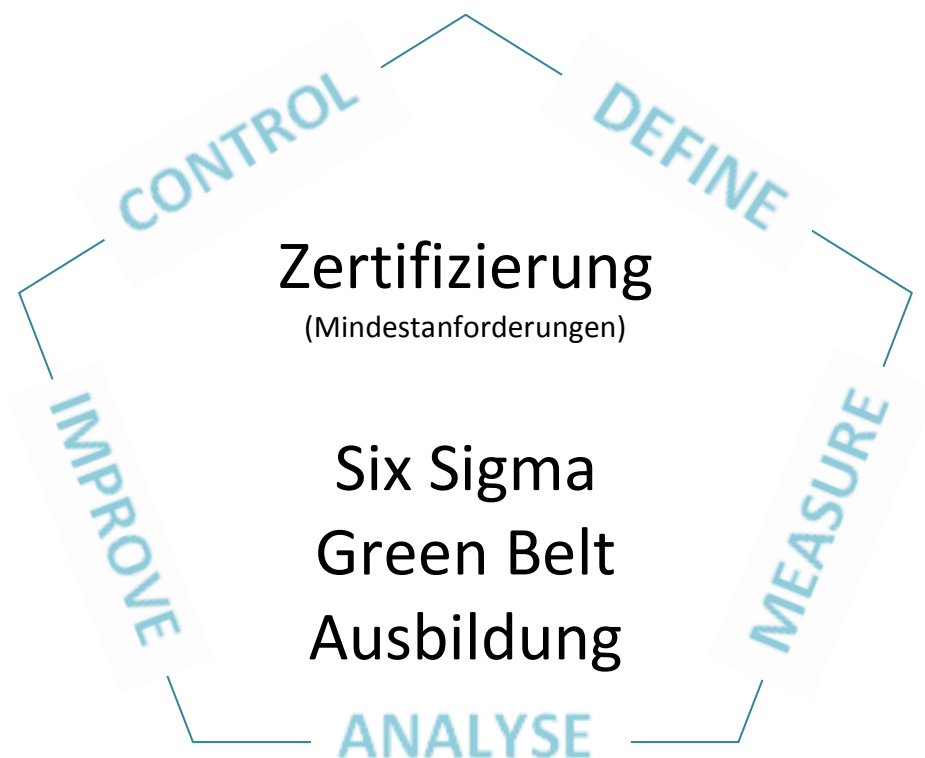 CONTROL
DEFINE
Zertifizierung
(Mindestanforderungen)
IMPROVE
MEASURE
Six Sigma
Green Belt
Ausbildung
ANALYSE